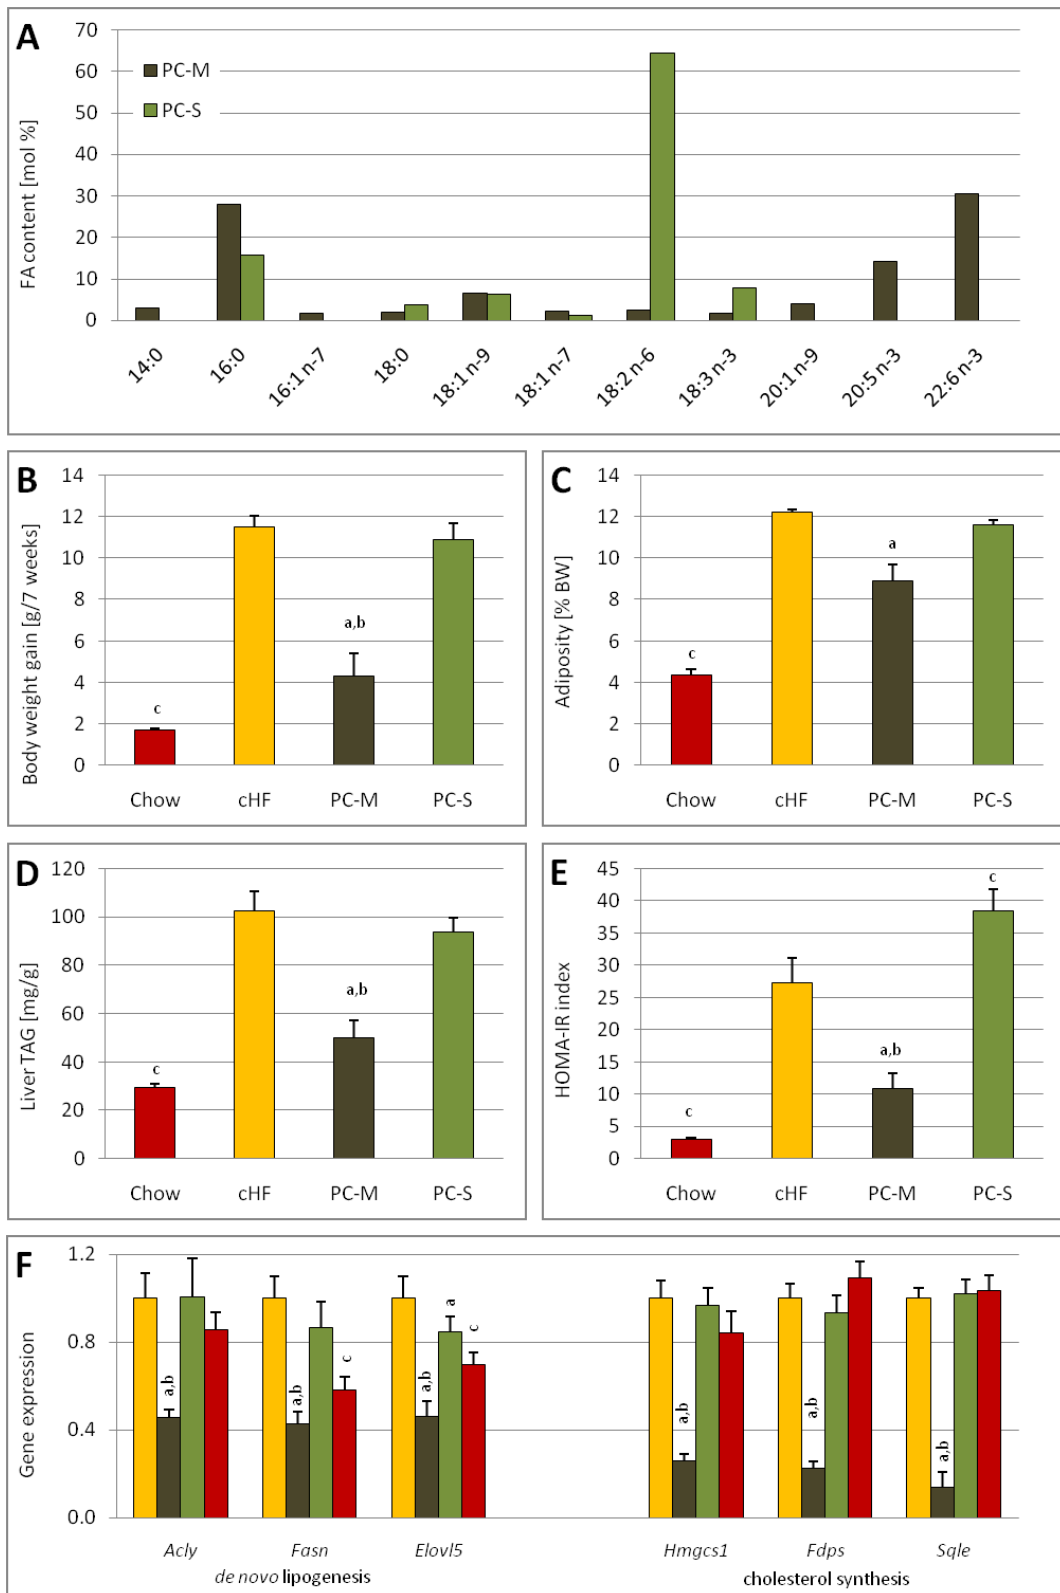 A
FA content [mol %]
70
60
50
40
30
20
10
0
PC-M
PC-S
14:0
16:0
16:1 n-7
18:0
18:1 n-9
18:1 n-7
18:2 n-6
18:3 n-3
20:1 n-9
20:5 n-3
22:6 n-3
B
Body weight gain [g/7 weeks]
14
12
10
8
6
4
2
0
c
a,b
Chow cHF PC-M PC-S
C
Adiposity [% BW]
14
12
10
8
6
4
2
0
c
a
Chow cHF PC-M PC-S
D
Liver TAG [mg/g]
120
100
80
60
40
20
0
c
a,b
Chow cHF PC-M PC-S
E
HOMA-IR index
45
40
35
30
25
20
15
10
5
0
c
a,b
c
Chow cHF PC-M PC-S
F
Gene expression
1.2
0.8
0.4
0.0
a,b
a,b
c
a,b
a
c
a,b
a,b
a,b
Acly Fasn Elovl5 Hmgcs1 Fdps Sqle
de novo lipogenesis cholesterol synthesis